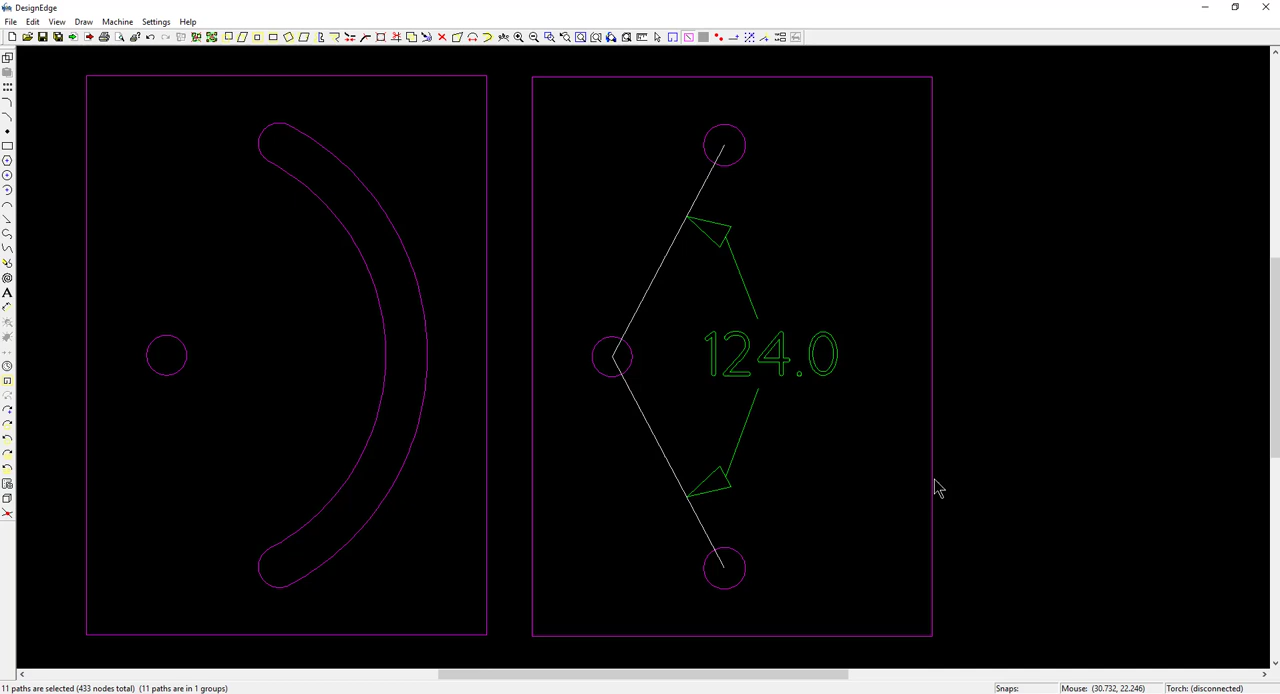 DesignEdge
File Edit View Draw Machine Settings Help
A
124.0
11 paths are selected (433 nodes total) (11 paths are in 1 groups)
Snaps: Mouse: (30.732, 22.246) Torch: (disconnected)